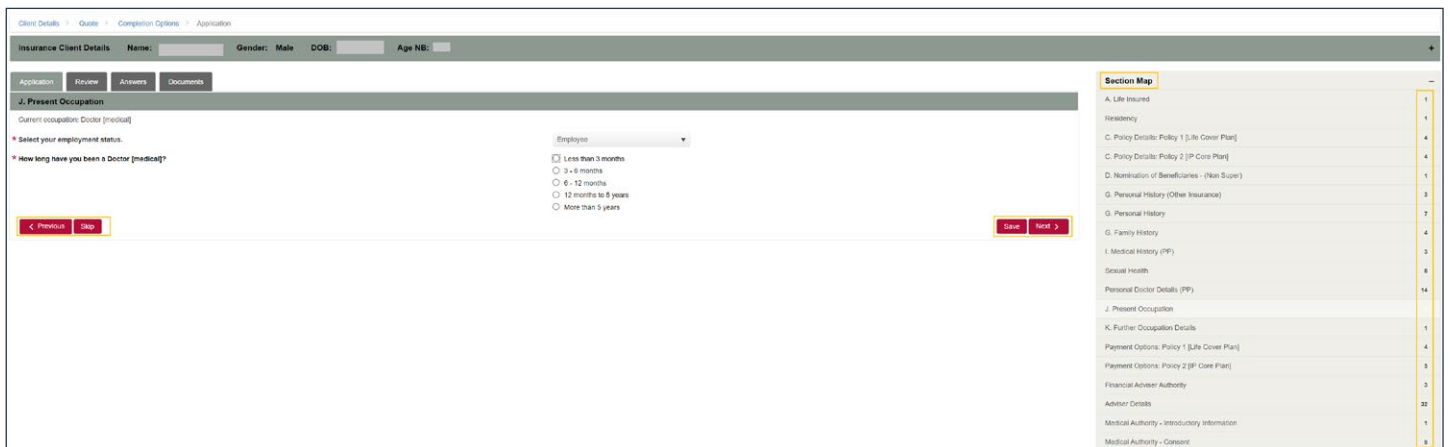 Client Details > Quote > Completion Options > Application
Insurance Client Details Name: Gender: Male DOB: Age NB: +
Application Review Answers Documents
J. Present Occupation
Current occupation: Doctor [medical]
* Select your employment status. Employee
* How long have you been a Doctor [medical]? Less than 3 months
3 - 6 months
6 - 12 months
12 months to 5 years
More than 5 years
< Previous Skip Save Next >
Section Map –
A. Life Insured 1
Residency 1
C. Policy Details: Policy 1 [Life Cover Plan] 4
C. Policy Details: Policy 2 [IP Core Plan] 4
D. Nomination of Beneficiaries - (Non Super) 1
G. Personal History (Other Insurance) 3
G. Personal History 7
G. Family History 4
I. Medical History (PP) 3
Sexual Health
Personal Doctor Details (PP) 14
J. Present Occupation
K. Further Occupation Details 1
Payment Options: Policy 1 [Life Cover Plan] 4
Payment Options: Policy 2 [IP Core Plan]
Financial Adviser Authority 3
Adviser Details 32
Medical Authority - Introductory Information 1
Medical Authority - Consent